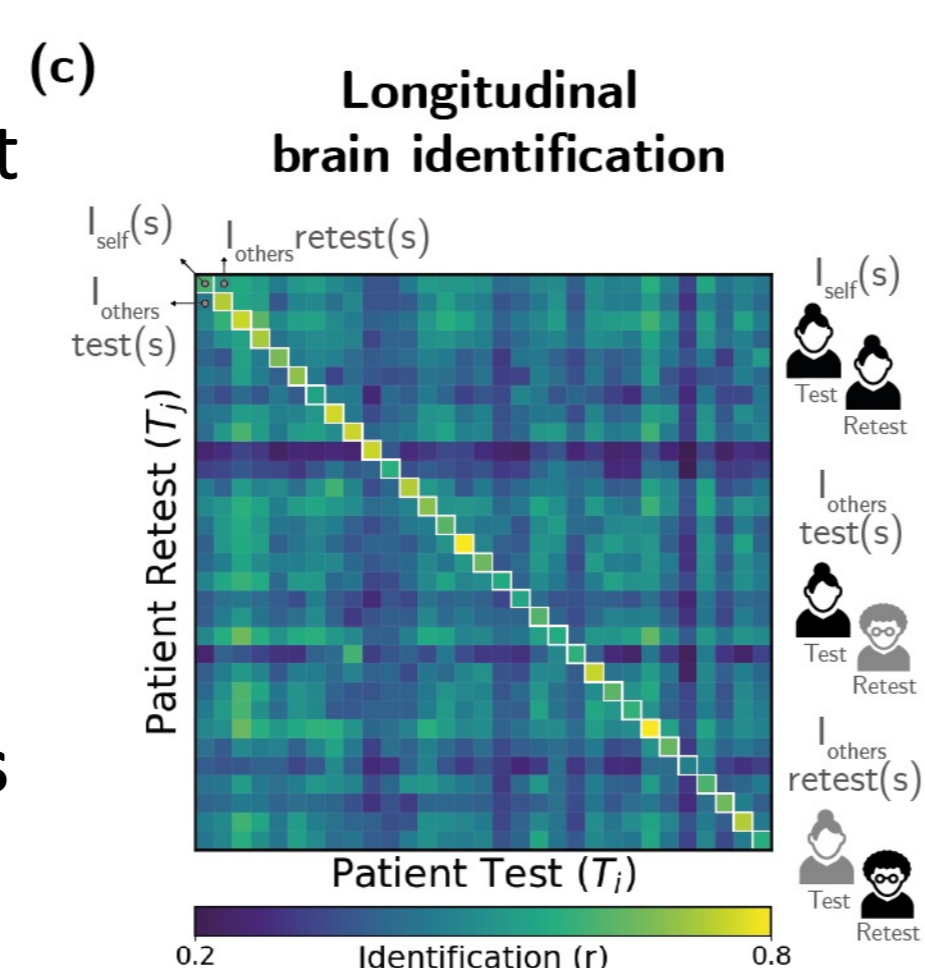 (c)
Longitudinal
brain identification
t
I_self(s)
I_others retest(s)
I_others
test(s)
Patient Retest (T_j)
s
Patient Test (T_i)
0.2
Identification (r)
0.8
I_self(s)
Test
Retest
I_others
test(s)
Test
Retest
I_others
retest(s)
Test
Retest